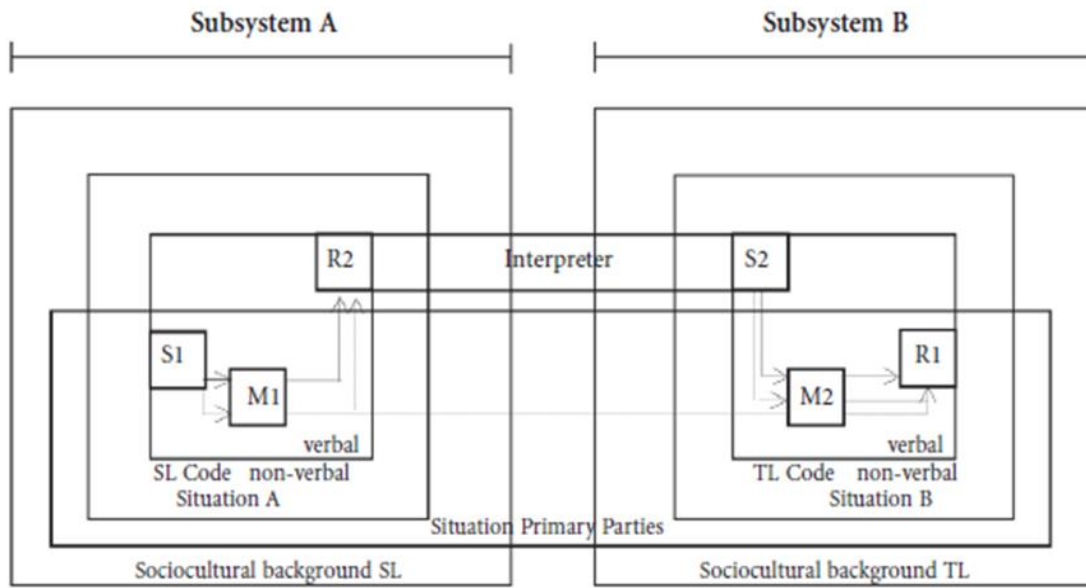 Subsystem A
Subsystem B
R2
Interpreter
S2
S1
M1
R1
M2
verbal
SL Code non-verbal
Situation A
verbal
TL Code non-verbal
Situation B
Situation Primary Parties
Sociocultural background SL
Sociocultural background TL